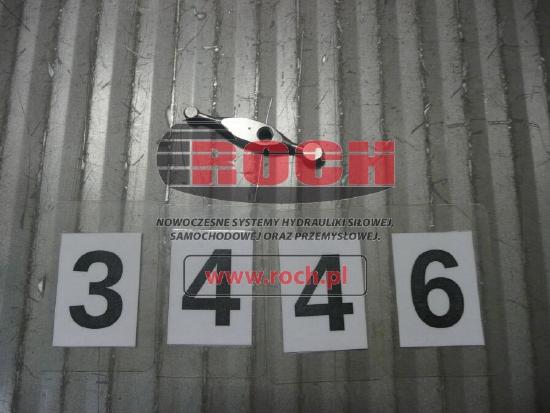 ROCH
NOWOCZESNE SYSTEMY HYDRAULIKI SIŁOWEJ,
SAMOCHODOWEJ ORAZ PRZEMYSŁOWEJ.
www.roch.pl
3 4 4 6